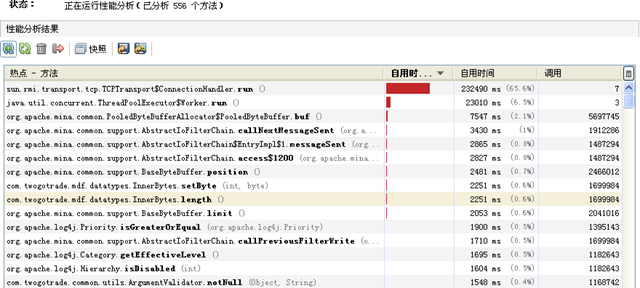 状态： 正在运行性能分析(已分析 556 个方法)
性能分析结果
快照
热点 - 方法 自用时... 自用时间 调用
sun.rmi.transport.tcp.TCPTransport$ConnectionHandler.run () 232490 ms (65.6%) 7
java.util.concurrent.ThreadPoolExecutor$Worker.run () 23010 ms (6.5%) 3
org.apache.mina.common.PooledByteBufferAllocator$PooledByteBuffer.buf () 7547 ms (2.1%) 5697745
org.apache.mina.common.support.AbstractIoFilterChain.callNextMessageSent (org.a... 3430 ms (1%) 1912286
org.apache.mina.common.support.AbstractIoFilterChain$EntryImpl$1.messageSent (org... 2865 ms (0.8%) 1487294
org.apache.mina.common.support.AbstractIoFilterChain.access$1200 (org.apache.mina... 2827 ms (0.8%) 1487294
org.apache.mina.common.support.BaseByteBuffer.position () 2481 ms (0.7%) 2466012
com.twogotrade.mdf.datatypes.InnerBytes.setByte (int, byte) 2251 ms (0.6%) 1699984
com.twogotrade.mdf.datatypes.InnerBytes.length () 2251 ms (0.6%) 1699984
org.apache.mina.common.support.BaseByteBuffer.limit () 2053 ms (0.6%) 2041016
org.apache.log4j.Priority.isGreaterOrEqual (org.apache.log4j.Priority) 1900 ms (0.5%) 1395143
org.apache.mina.common.support.AbstractIoFilterChain.callPreviousFilterWrite (o... 1710 ms (0.5%) 1699984
org.apache.log4j.Category.getEffectiveLevel () 1695 ms (0.5%) 1182643
org.apache.log4j.Hierarchy.isDisabled (int) 1604 ms (0.5%) 1182643
com.twogotrade.common.utils.ArgumentValidator.notNull (Object, String) 1548 ms (0.4%) 1168742